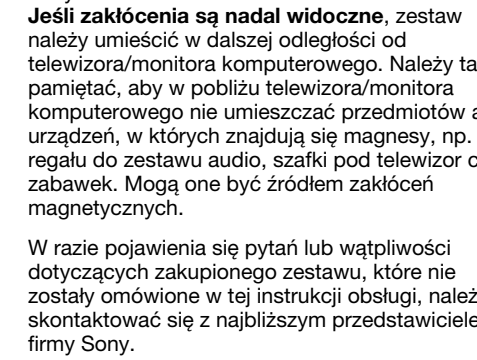 Jeśli zakłócenia są nadal widoczne, zestaw
należy umieścić w dalszej odległości od
telewizora/monitora komputerowego. Należy ta
pamiętać, aby w pobliżu telewizora/monitora
komputerowego nie umieszczać przedmiotów a
urządzeń, w których znajdują się magnesy, np.
regału do zestawu audio, szafki pod telewizor o
zabawek. Mogą one być źródłem zakłóceń
magnetycznych.
W razie pojawienia się pytań lub wątpliwości
dotyczących zakupionego zestawu, które nie
zostały omówione w tej instrukcji obsługi, należ
skontaktować się z najbliższym przedstawiciele
firmy Sony.